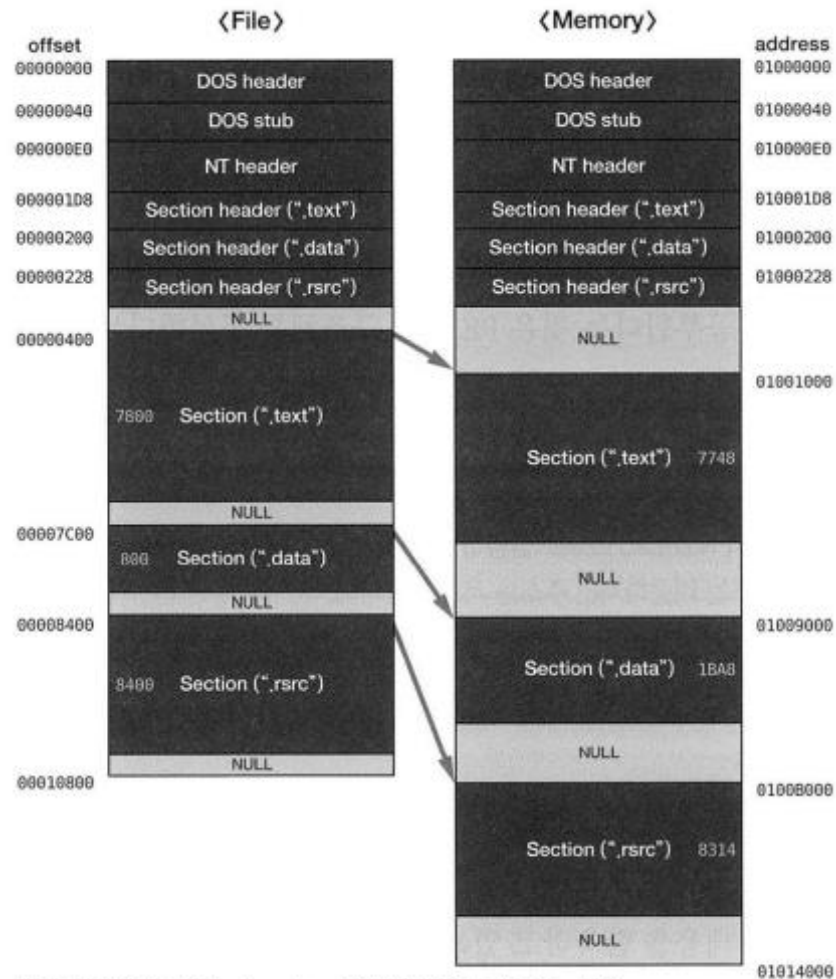 〈File〉
〈Memory〉
offset
address
00000000
DOS header
DOS header
01000000
00000040
DOS stub
DOS stub
01000040
000000E0
NT header
NT header
010000E0
000001D8
Section header (“.text”)
Section header (“.text”)
010001D8
00000200
Section header (“.data”)
Section header (“.data”)
01000200
00000228
Section header (“.rsrc”)
Section header (“.rsrc”)
01000228
NULL
NULL
00000400
01001000
7800 Section (“.text”)
Section (“.text”) 7748
NULL
00007C00
800 Section (“.data”)
NULL
NULL
00008400
01009000
8400 Section (“.rsrc”)
Section (“.data”) 1BA8
NULL
NULL
00010800
0100B000
Section (“.rsrc”) 8314
NULL
01014000